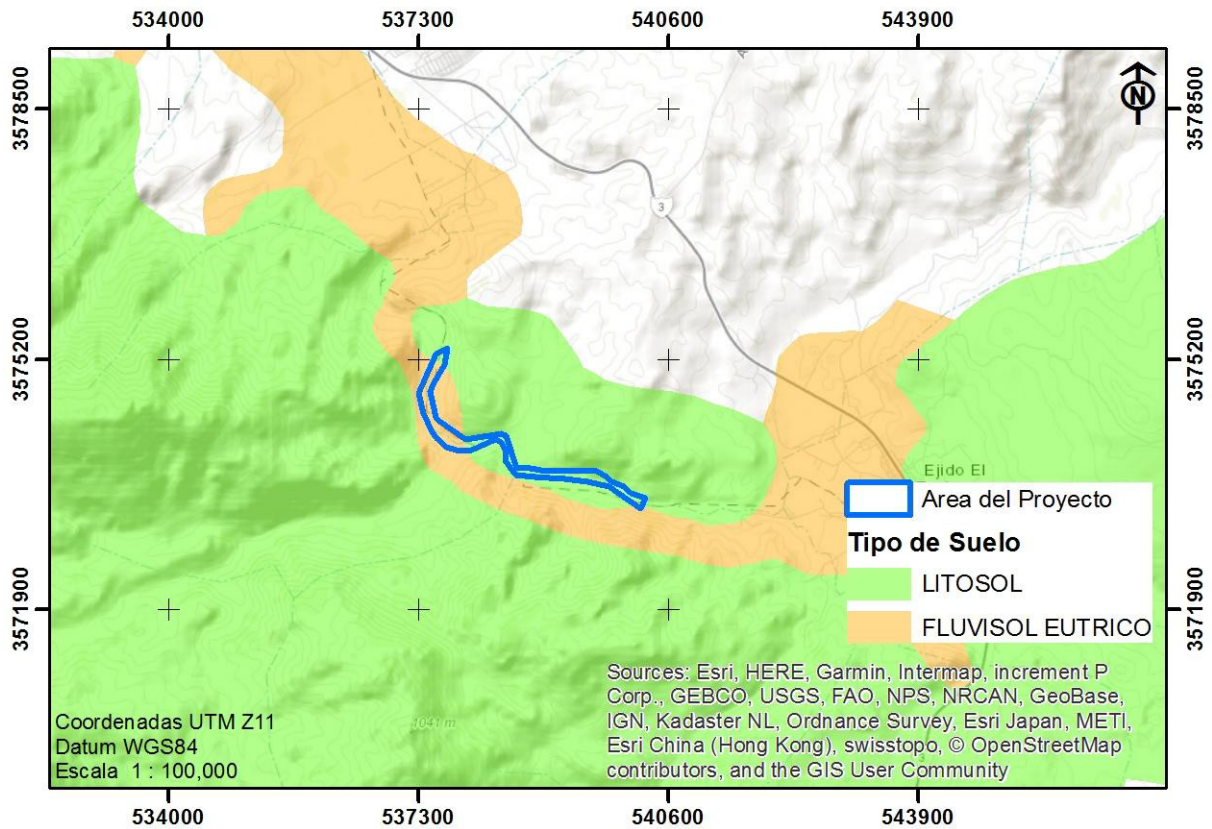 534000 537300 540600 543900
3578500 3578500
N
3
3575200 3575200
Ejido El
Area del Proyecto
Tipo de Suelo
LITOSOL
FLUVISOL EUTRICO
3571900 3571900
1041 m
Coordenadas UTM Z11
Datum WGS84
Escala 1 : 100,000
Sources: Esri, HERE, Garmin, Intermap, increment P
Corp., GEBCO, USGS, FAO, NPS, NRCAN, GeoBase,
IGN, Kadaster NL, Ordnance Survey, Esri Japan, METI,
Esri China (Hong Kong), swisstopo, © OpenStreetMap
contributors, and the GIS User Community
534000 537300 540600 543900